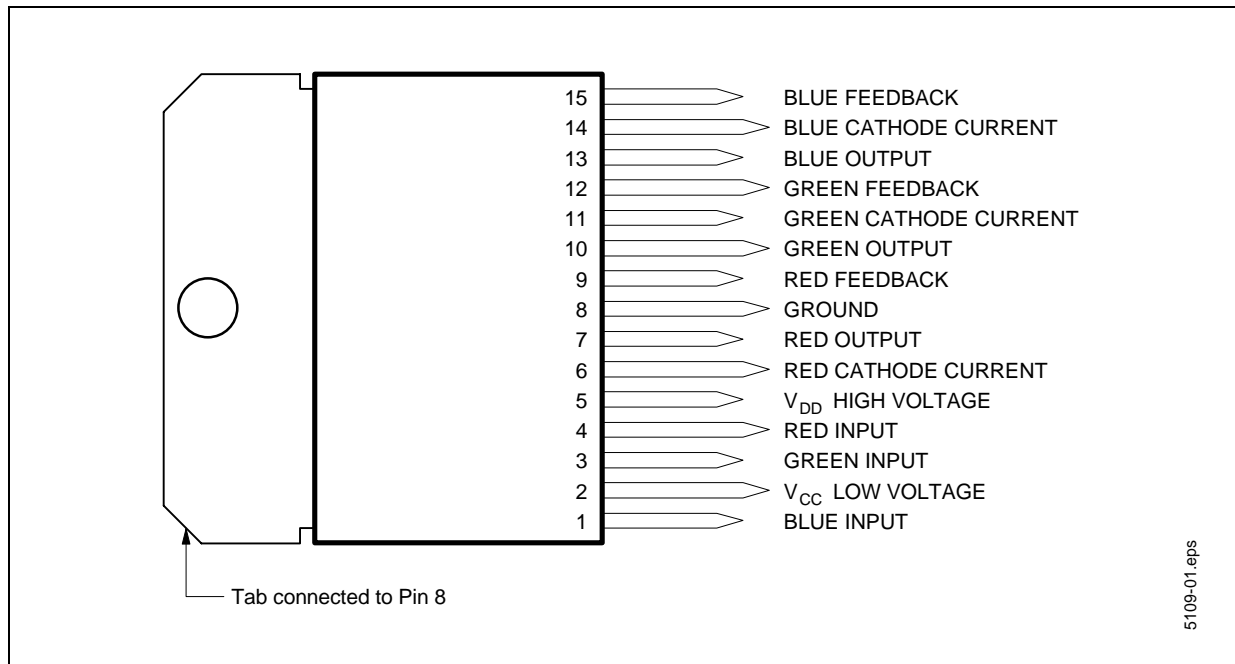 15 BLUE FEEDBACK
14 BLUE CATHODE CURRENT
13 BLUE OUTPUT
12 GREEN FEEDBACK
11 GREEN CATHODE CURRENT
10 GREEN OUTPUT
9 RED FEEDBACK
8 GROUND
7 RED OUTPUT
6 RED CATHODE CURRENT
5 VDD HIGH VOLTAGE
4 RED INPUT
3 GREEN INPUT
2 VCC LOW VOLTAGE
1 BLUE INPUT
Tab connected to Pin 8
5109-01.eps